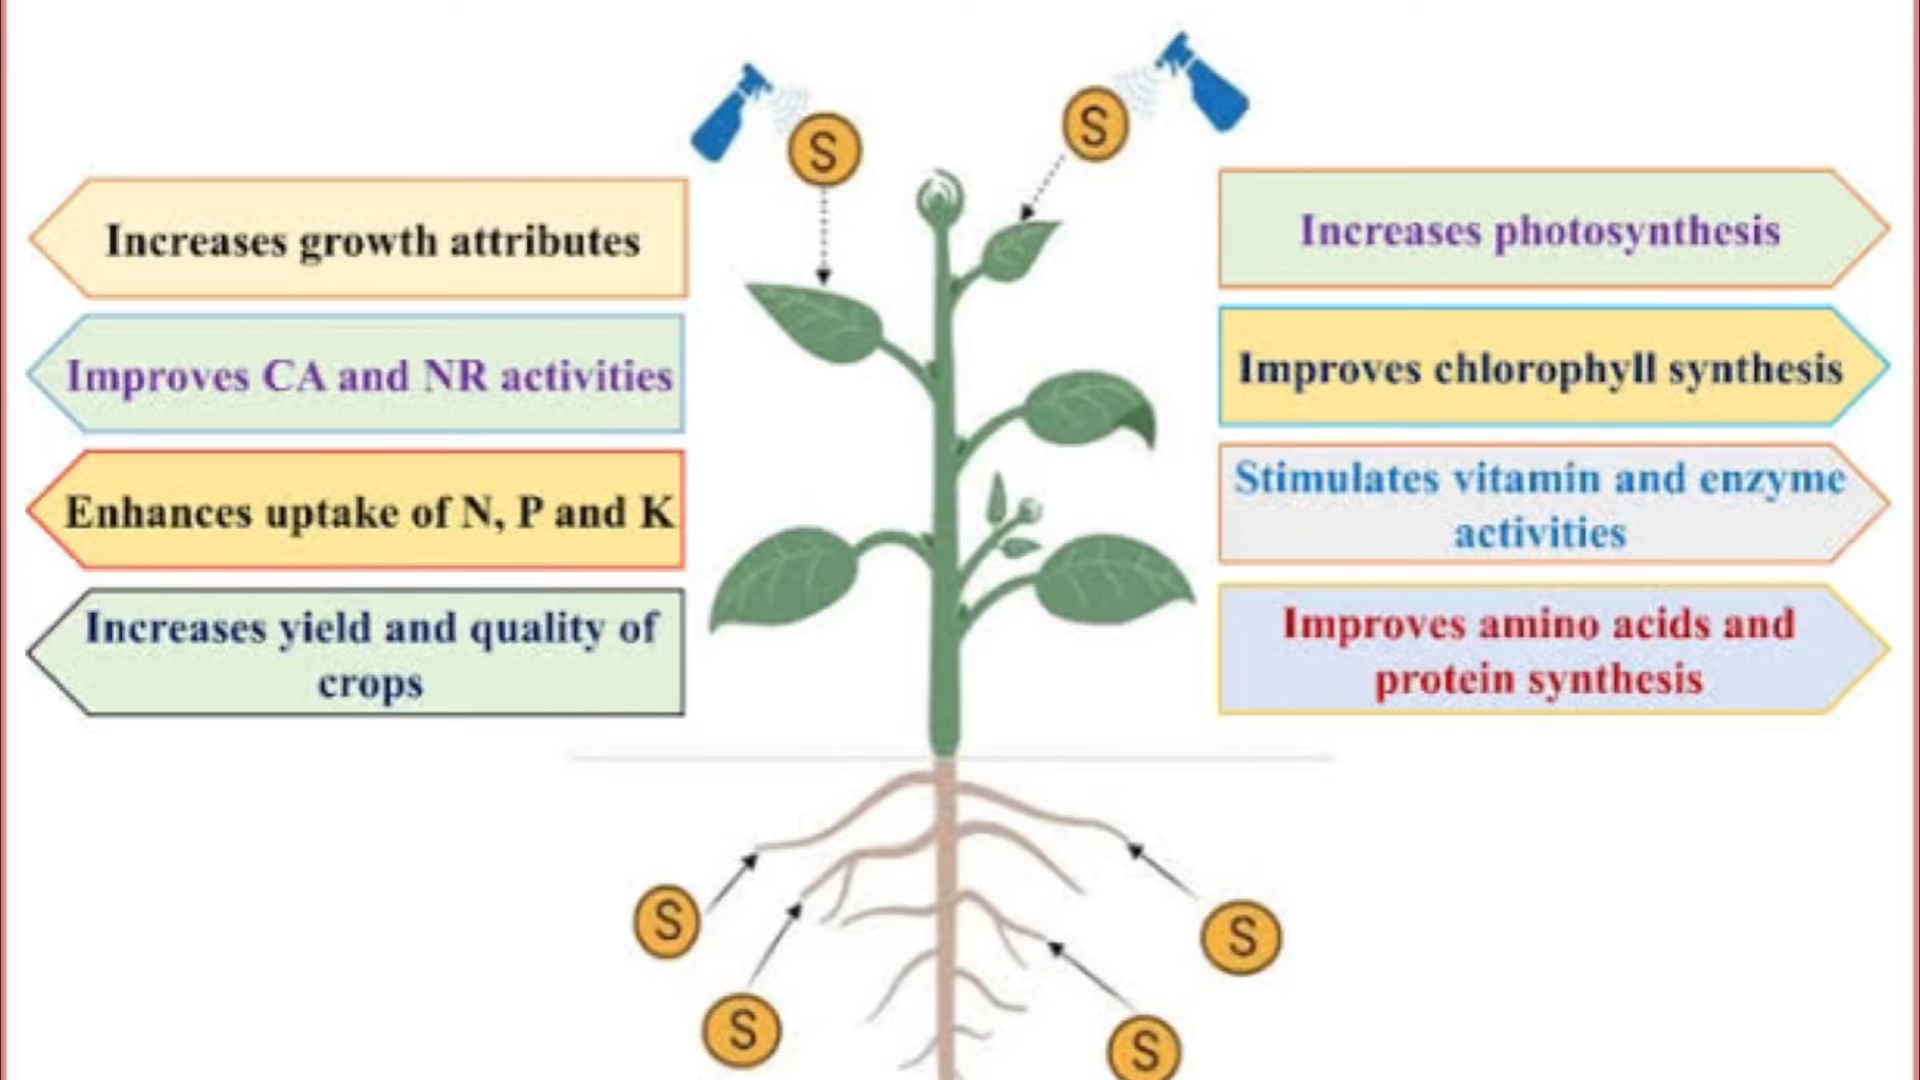 S
S
Increases growth attributes
Improves CA and NR activities
Enhances uptake of N, P and K
Increases yield and quality of
crops
Increases photosynthesis
Improves chlorophyll synthesis
Stimulates vitamin and enzyme
activities
Improves amino acids and
protein synthesis
S
S
S
S